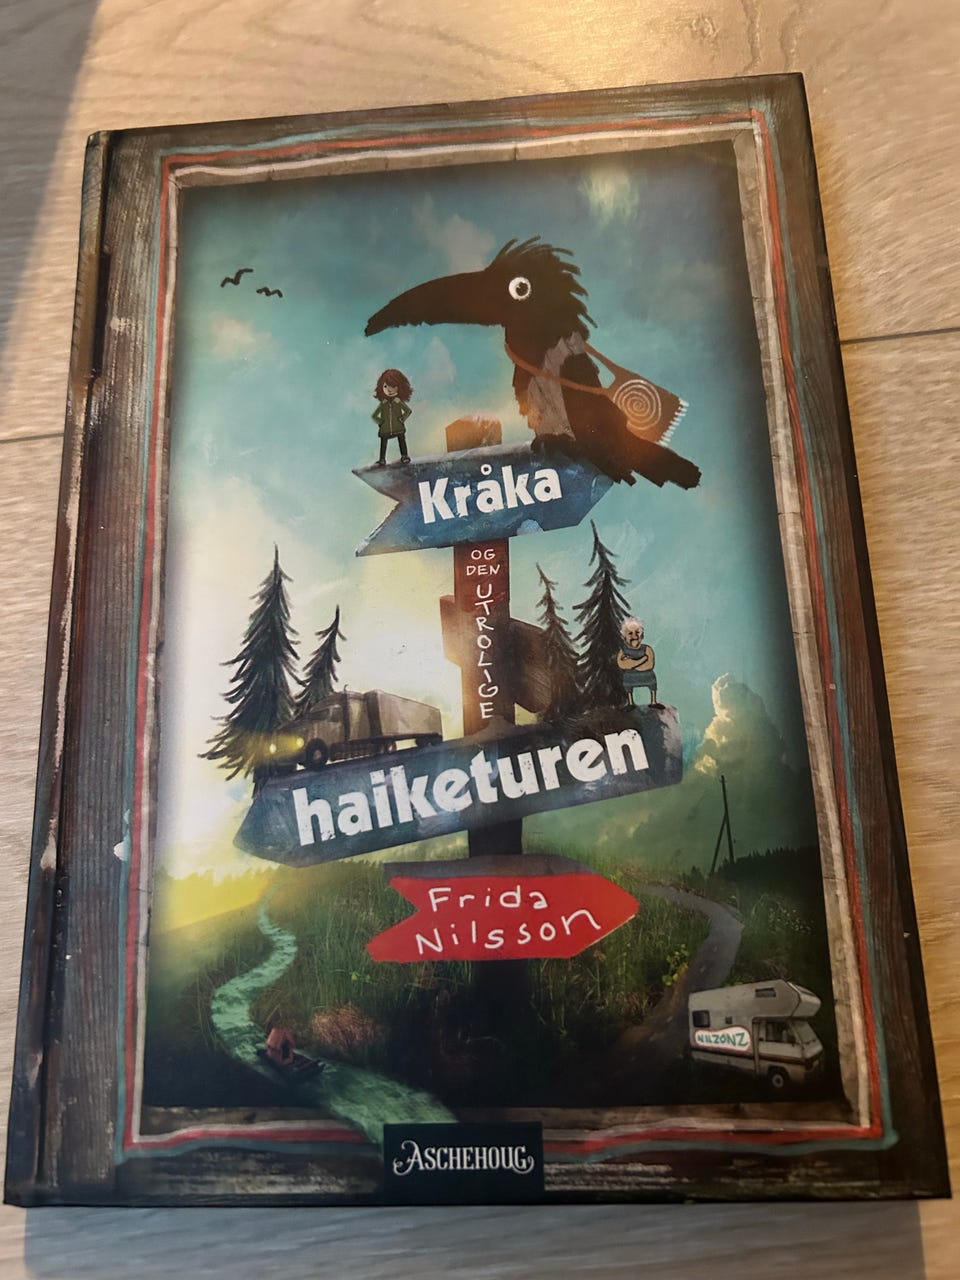 Kråka
OG
DEN
UTROLIGE
haiketuren
Frida
Nilsson
NILZONZ
ASCHEHOUG